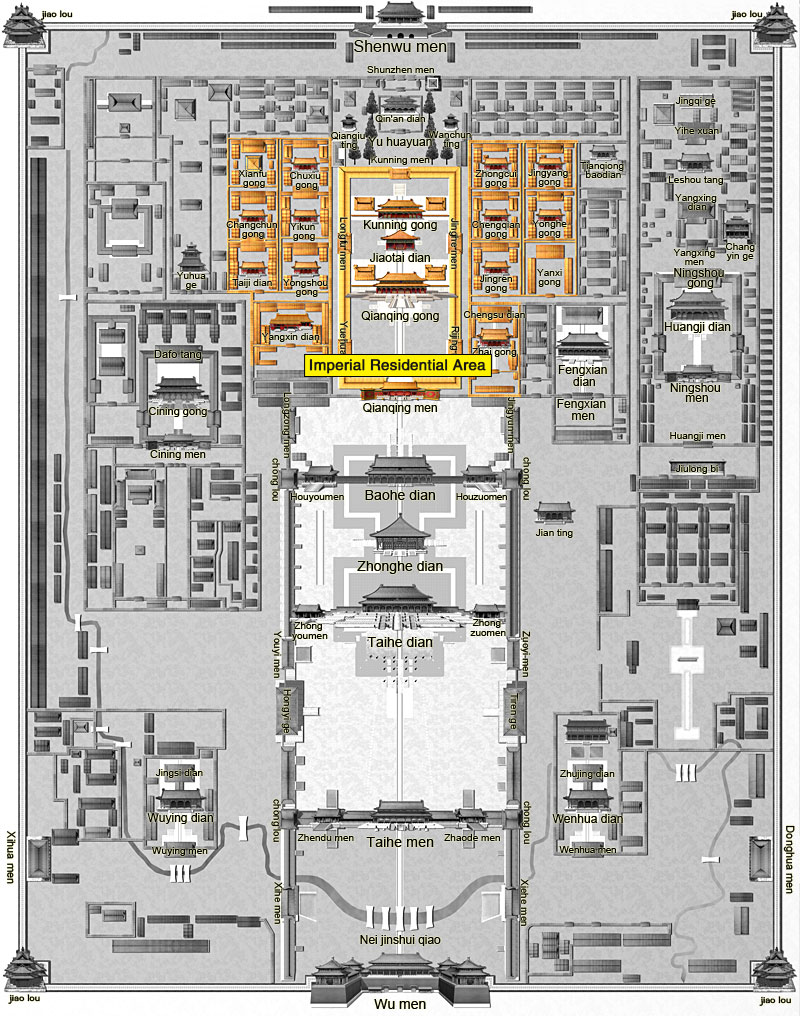 jiao lou
jiao lou
Shenwu men
Shunzhen men
Qin'an dian
Qianqiu
ting
Wanchun
ting
Yu huayuan
Kunning men
Jingqi ge
Yihe xuan
Leshou tang
Yangxing
dian
Yangxing
men
Chang
yin ge
Tianqiong
baodian
Xianfu
gong
Chuxiu
gong
Zhongcui
gong
Jingyang
gong
Changchun
gong
Yikun
gong
Longfu men
Kunning gong
Jiaotai dian
Qianqing gong
Jinghe men
Chengqian
gong
Yonghe
gong
Yuhua
ge
Taiji dian
Yongshou
gong
Jingren
gong
Yanxi
gong
Ningshou
gong
Huangji dian
Yangxin dian
Yuehua
Rijing
Chengsu dian
Zhai gong
Imperial Residential Area
Dafo tang
Cining gong
Cining men
Fengxian
dian
Fengxian
men
Ningshou
men
Huangji men
Jiulong bi
Qianqing men
Longzong men
Jingyun men
chong lou
chong lou
Houyoumen
Baohe dian
Houzuomen
Jian ting
Zhonghe dian
Zhong
youmen
Taihe dian
Zhong
zuomen
Youyi men
Zuoyi men
Hongyi ge
Tiren ge
Jingsi dian
Wuying dian
Wuying men
Zhujing dian
Wenhua dian
Wenhua men
chong lou
chong lou
Zhendu men
Taihe men
Zhaode men
Xihua men
Donghua men
Xihe men
Xiehe men
Nei jinshui qiao
jiao lou
Wu men
jiao lou